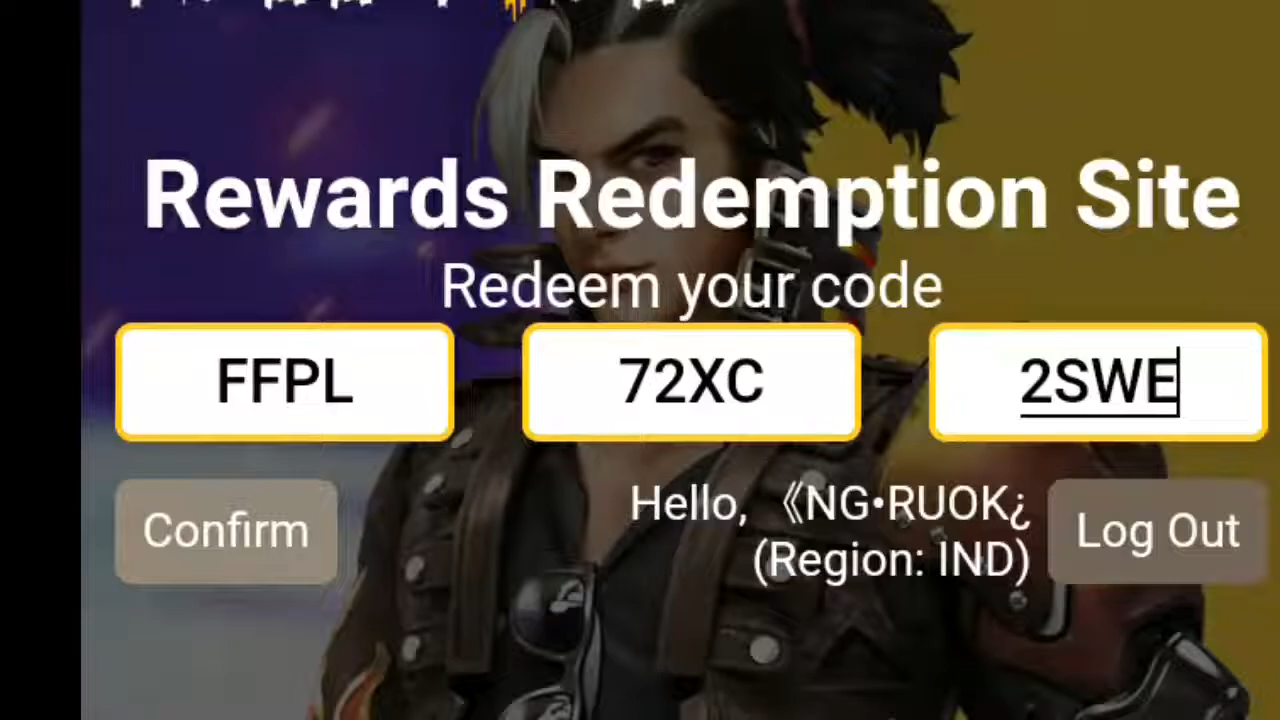 Rewards Redemption Site
Redeem your code
FFPL 72XC 2SWE
Confirm
Hello, 《NG•RUOK¿
(Region: IND)
Log Out